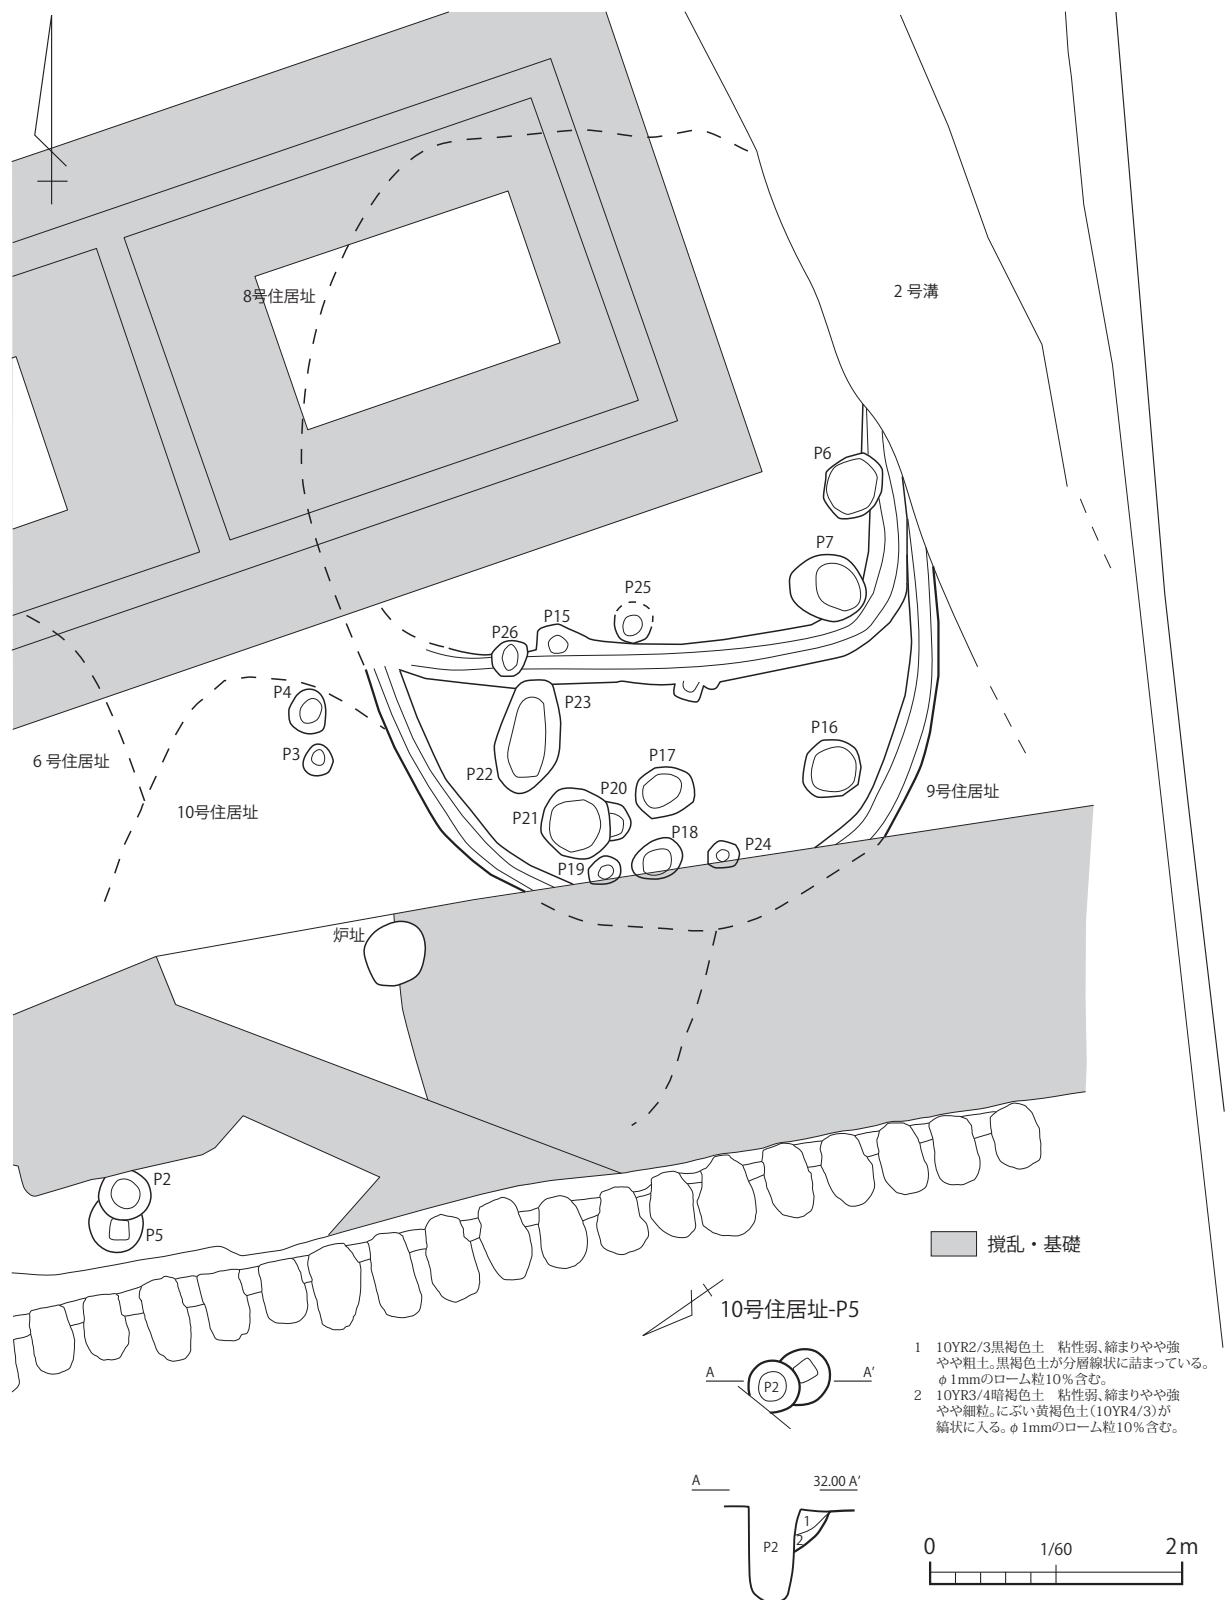 8号住居址
2 号溝
P6
P7
P25
P15
P26
P4
P23
P3
P16
6 号住居址
P17
P22
10号住居址
P20
9号住居址
P21
P18
P24
P19
炉址
P2
P5
撹乱・基礎
10号住居址-P5
A
A′
P2
1　10YR2/3黒褐色土　粘性弱、締まりやや強
やや粗土。黒褐色土が分層線状に詰まっている。
φ1mmのローム粒10％含む。
2　10YR3/4暗褐色土　粘性弱、締まりやや強
やや細粒。にぶい黄褐色土（10YR4/3）が
縞状に入る。φ1mmのローム粒10％含む。
A
32.00 A′
1
2
P2
0
1/60
2m